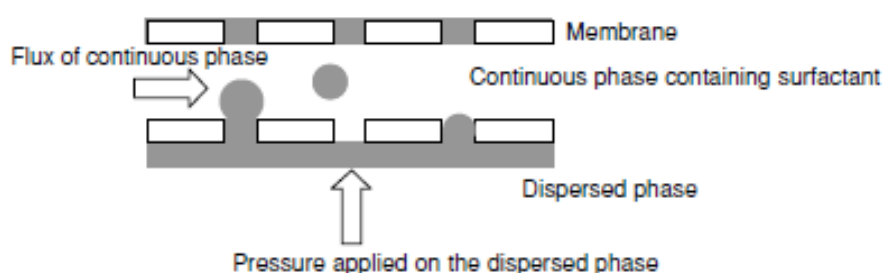 Membrane
Flux of continuous phase
Continuous phase containing surfactant
Dispersed phase
Pressure applied on the dispersed phase